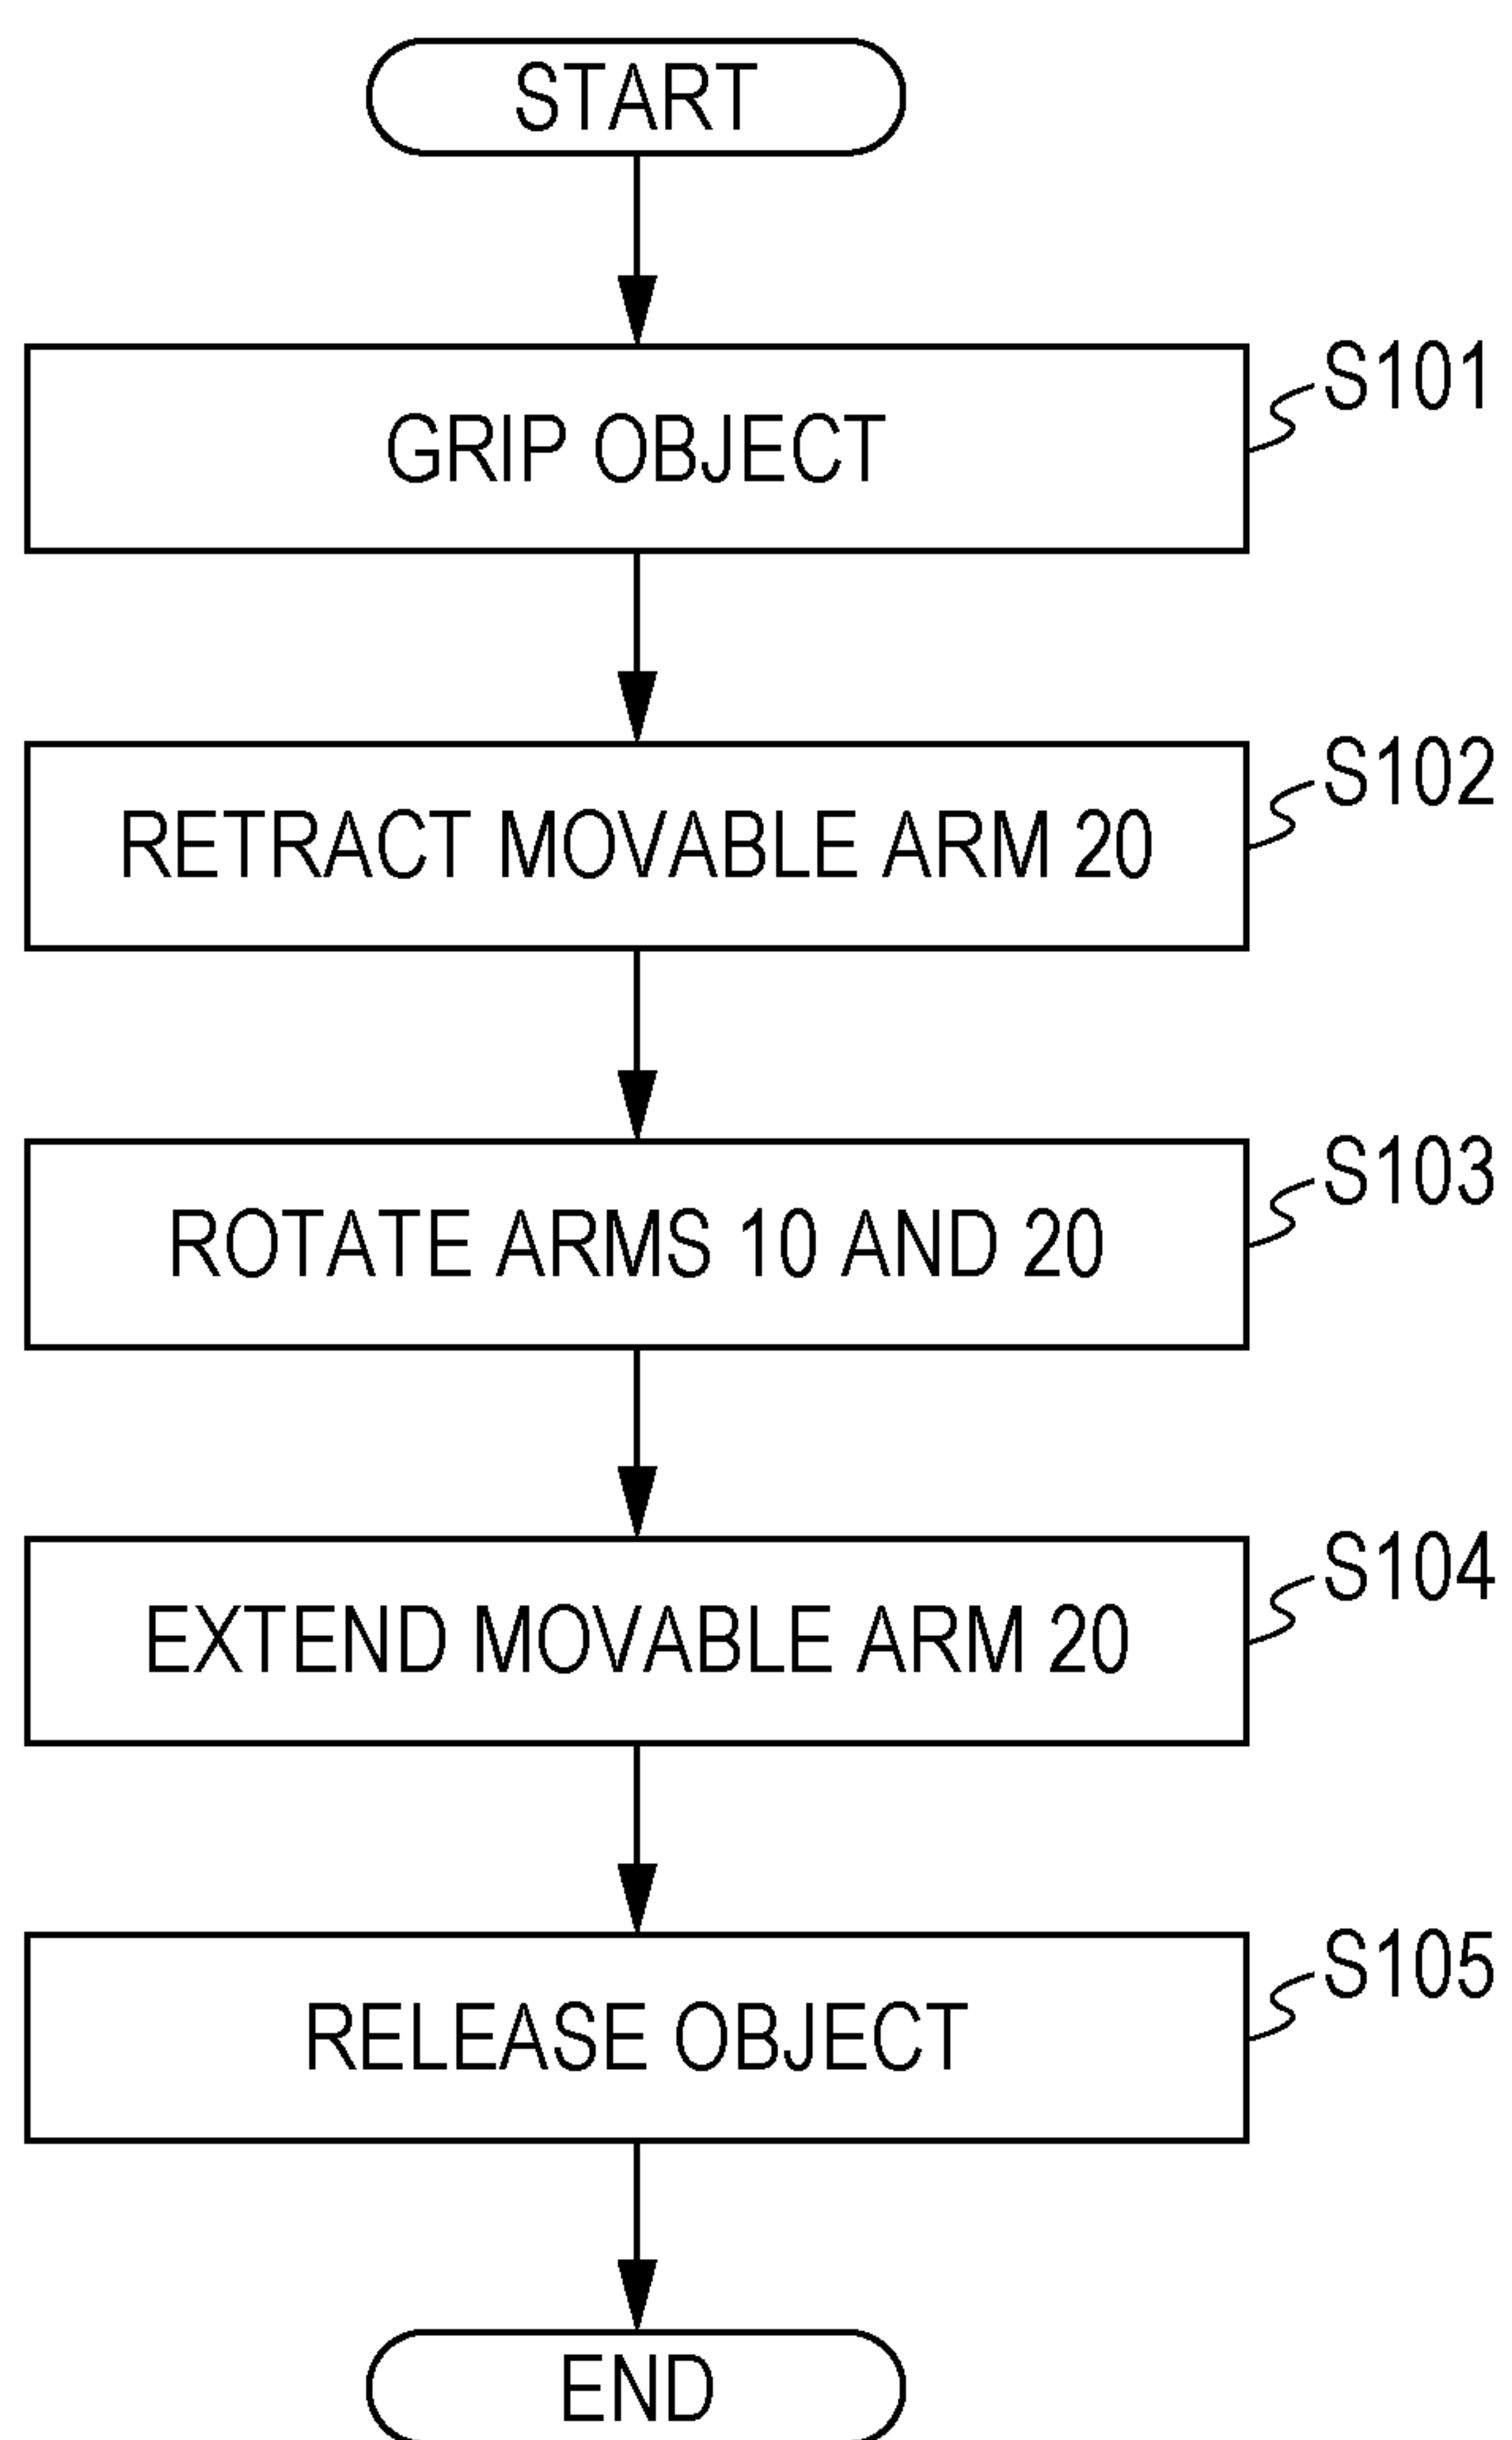 START
GRIP OBJECT
S101
RETRACT MOVABLE ARM 20
S102
ROTATE ARMS 10 AND 20
S103
EXTEND MOVABLE ARM 20
S104
RELEASE OBJECT
S105
END